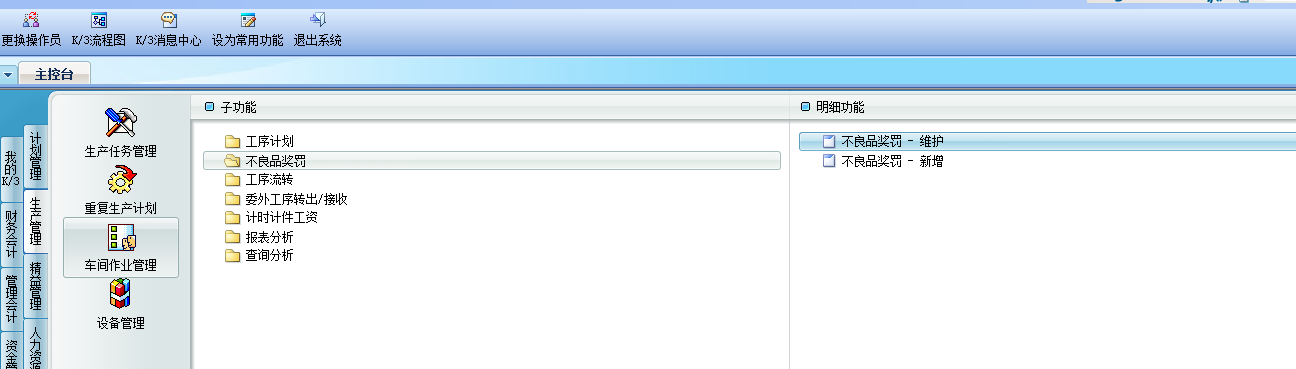 更换操作员 K/3流程图 K/3消息中心 设为常用功能 退出系统
主控台
我的K/3
财务会计
管理会计
资金
计划管理
生产管理
精益管理
人力资源
生产任务管理
重复生产计划
车间作业管理
设备管理
子功能
工序计划
不良品奖罚
工序流转
委外工序转出/接收
计时计件工资
报表分析
查询分析
明细功能
不良品奖罚 - 维护
不良品奖罚 - 新增